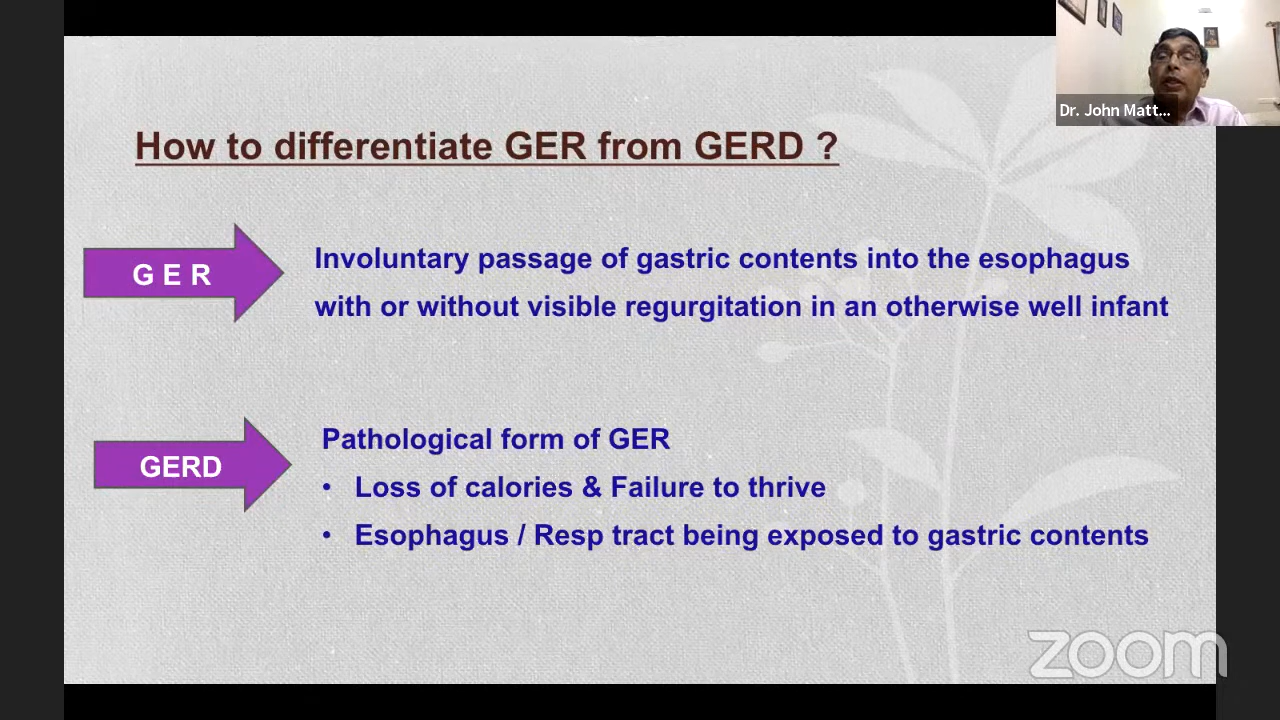 Dr. John Matt...
How to differentiate GER from GERD ?
G E R
Involuntary passage of gastric contents into the esophagus
with or without visible regurgitation in an otherwise well infant
GERD
Pathological form of GER
• Loss of calories & Failure to thrive
• Esophagus / Resp tract being exposed to gastric contents
zoom